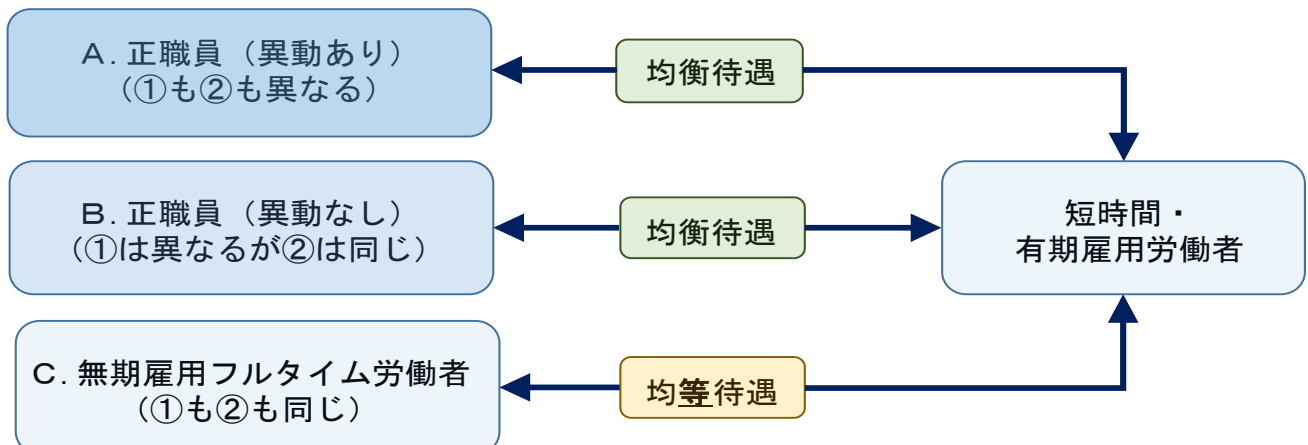 A. 正職員（異動あり）
（①も②も異なる）
均衡待遇
B. 正職員（異動なし）
（①は異なるが②は同じ）
均衡待遇
短時間・
有期雇用労働者
C. 無期雇用フルタイム労働者
（①も②も同じ）
均等待遇